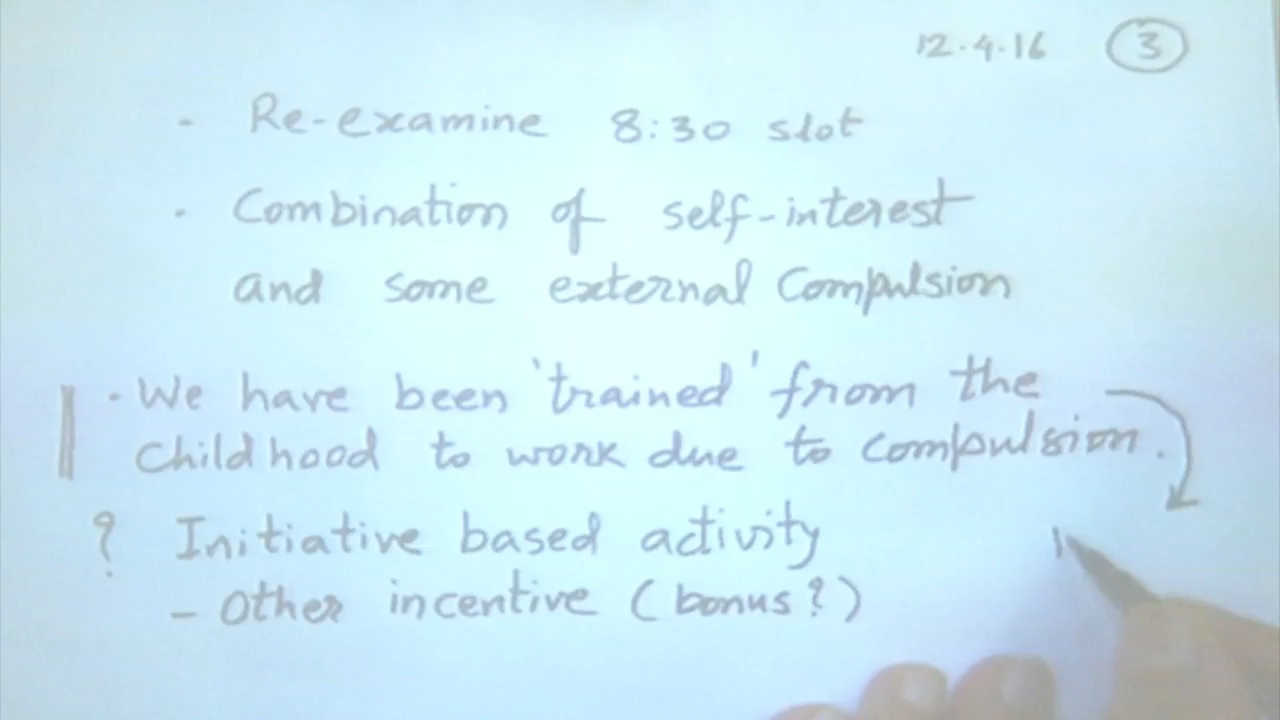 12.4.16 3
- Re-examine 8:30 slot
· Combination of self-interest
and some external Compulsion
· We have been 'trained' from the
childhood to work due to compulsion.
? Initiative based activity
- Other incentive (bonus?)